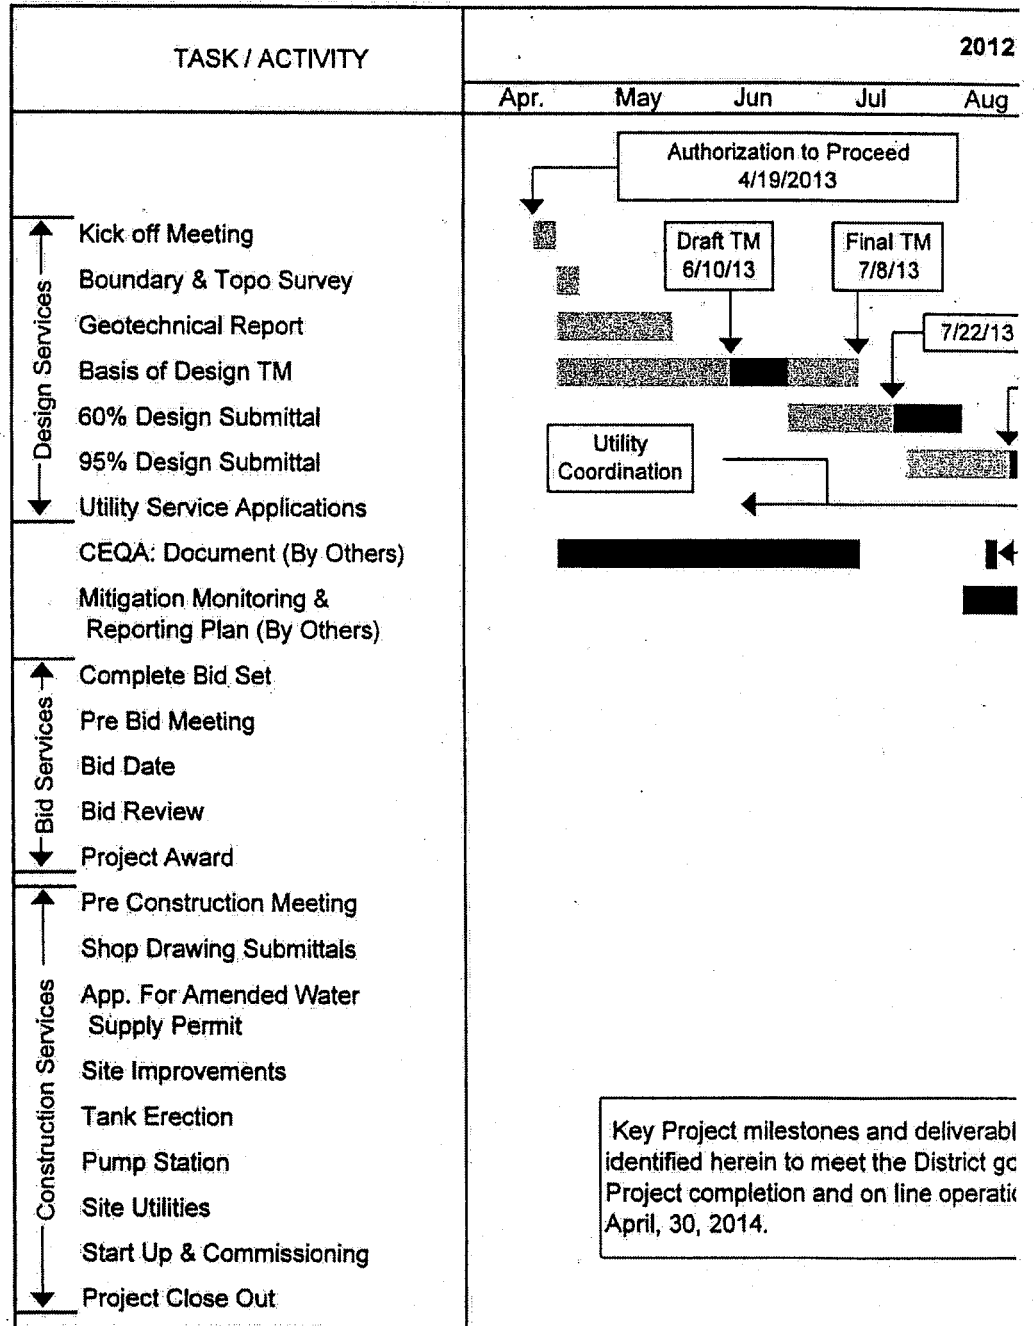 TASK / ACTIVITY
2012
Apr. May Jun Jul Aug
Authorization to Proceed
4/19/2013
Design Services
Kick off Meeting
Draft TM
6/10/13
Final TM
7/8/13
Boundary & Topo Survey
Geotechnical Report
7/22/13
Basis of Design TM
60% Design Submittal
Utility
Coordination
95% Design Submittal
Utility Service Applications
CEQA: Document (By Others)
Mitigation Monitoring &
Reporting Plan (By Others)
Bid Services
Complete Bid Set
Pre Bid Meeting
Bid Date
Bid Review
Project Award
Construction Services
Pre Construction Meeting
Shop Drawing Submittals
App. For Amended Water
Supply Permit
Site Improvements
Tank Erection
Pump Station
Site Utilities
Start Up & Commissioning
Project Close Out
Key Project milestones and deliverabl
identified herein to meet the District go
Project completion and on line operatio
April, 30, 2014.